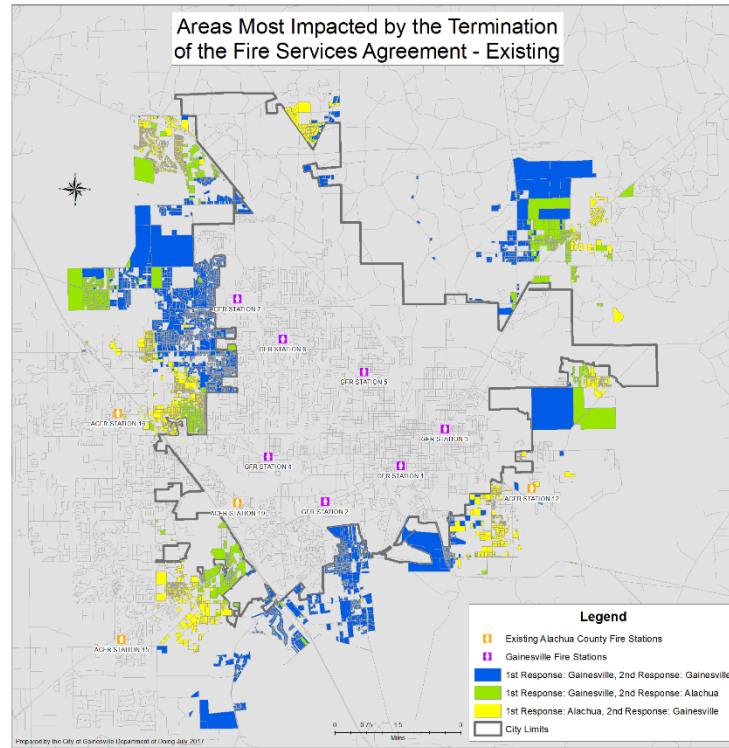 Areas Most Impacted by the Termination
of the Fire Services Agreement - Existing
GFR STATION 7
GFR STATION 8
GFR STATION 5
ACFR STATION 16
GFR STATION 3
GFR STATION 4
GFR STATION 1
ACFR STATION 19
GFR STATION 2
ACFR STATION 12
ACFR STATION 15
Legend
Existing Alachua County Fire Stations
Gainesville Fire Stations
1st Response: Gainesville, 2nd Response: Gainesville
1st Response: Gainesville, 2nd Response: Alachua
1st Response: Alachua, 2nd Response: Gainesville
City Limits
0 0.75 1.5 3
Miles
Prepared by the City of Gainesville Department of Doing July 2017